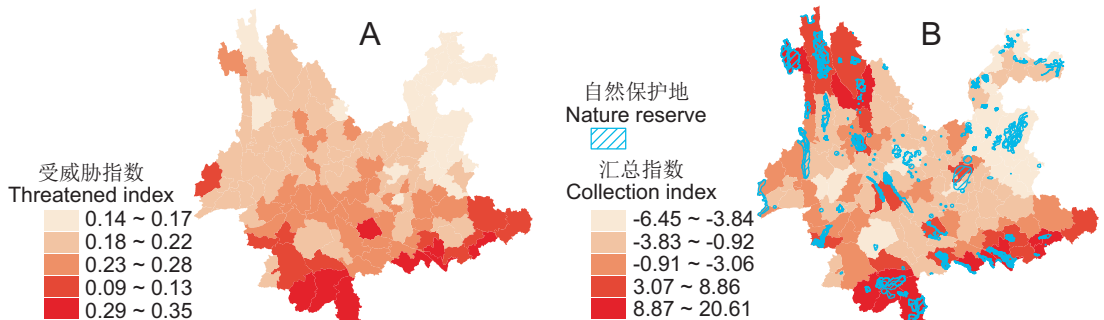 A
受威胁指数
Threatened index
0.14 ~ 0.17
0.18 ~ 0.22
0.23 ~ 0.28
0.09 ~ 0.13
0.29 ~ 0.35
B
自然保护地
Nature reserve
汇总指数
Collection index
-6.45 ~ -3.84
-3.83 ~ -0.92
-0.91 ~ -3.06
3.07 ~ 8.86
8.87 ~ 20.61